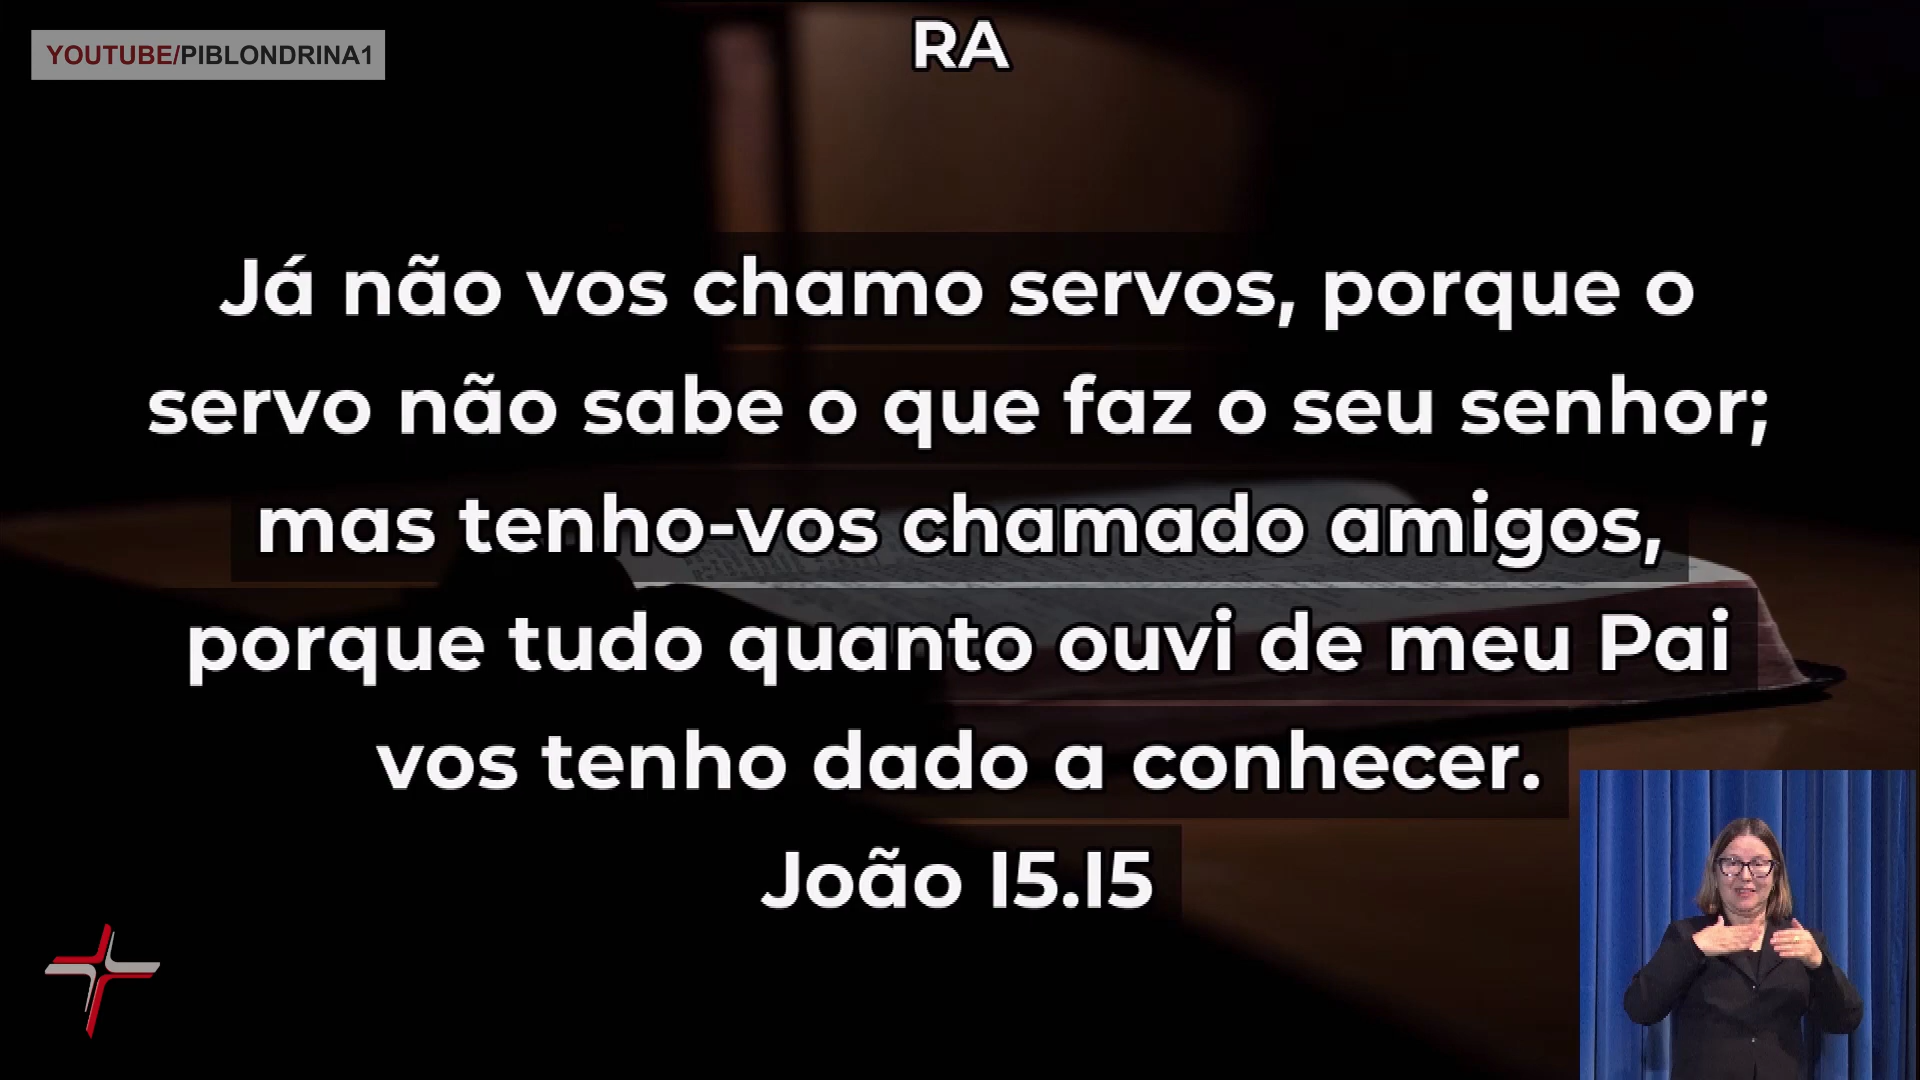 YOUTUBE/PIBLONDRINA1
RA
Já não vos chamo servos, porque o
servo não sabe o que faz o seu senhor;
mas tenho-vos chamado amigos,
porque tudo quanto ouvi de meu Pai
vos tenho dado a conhecer.
João 15.15